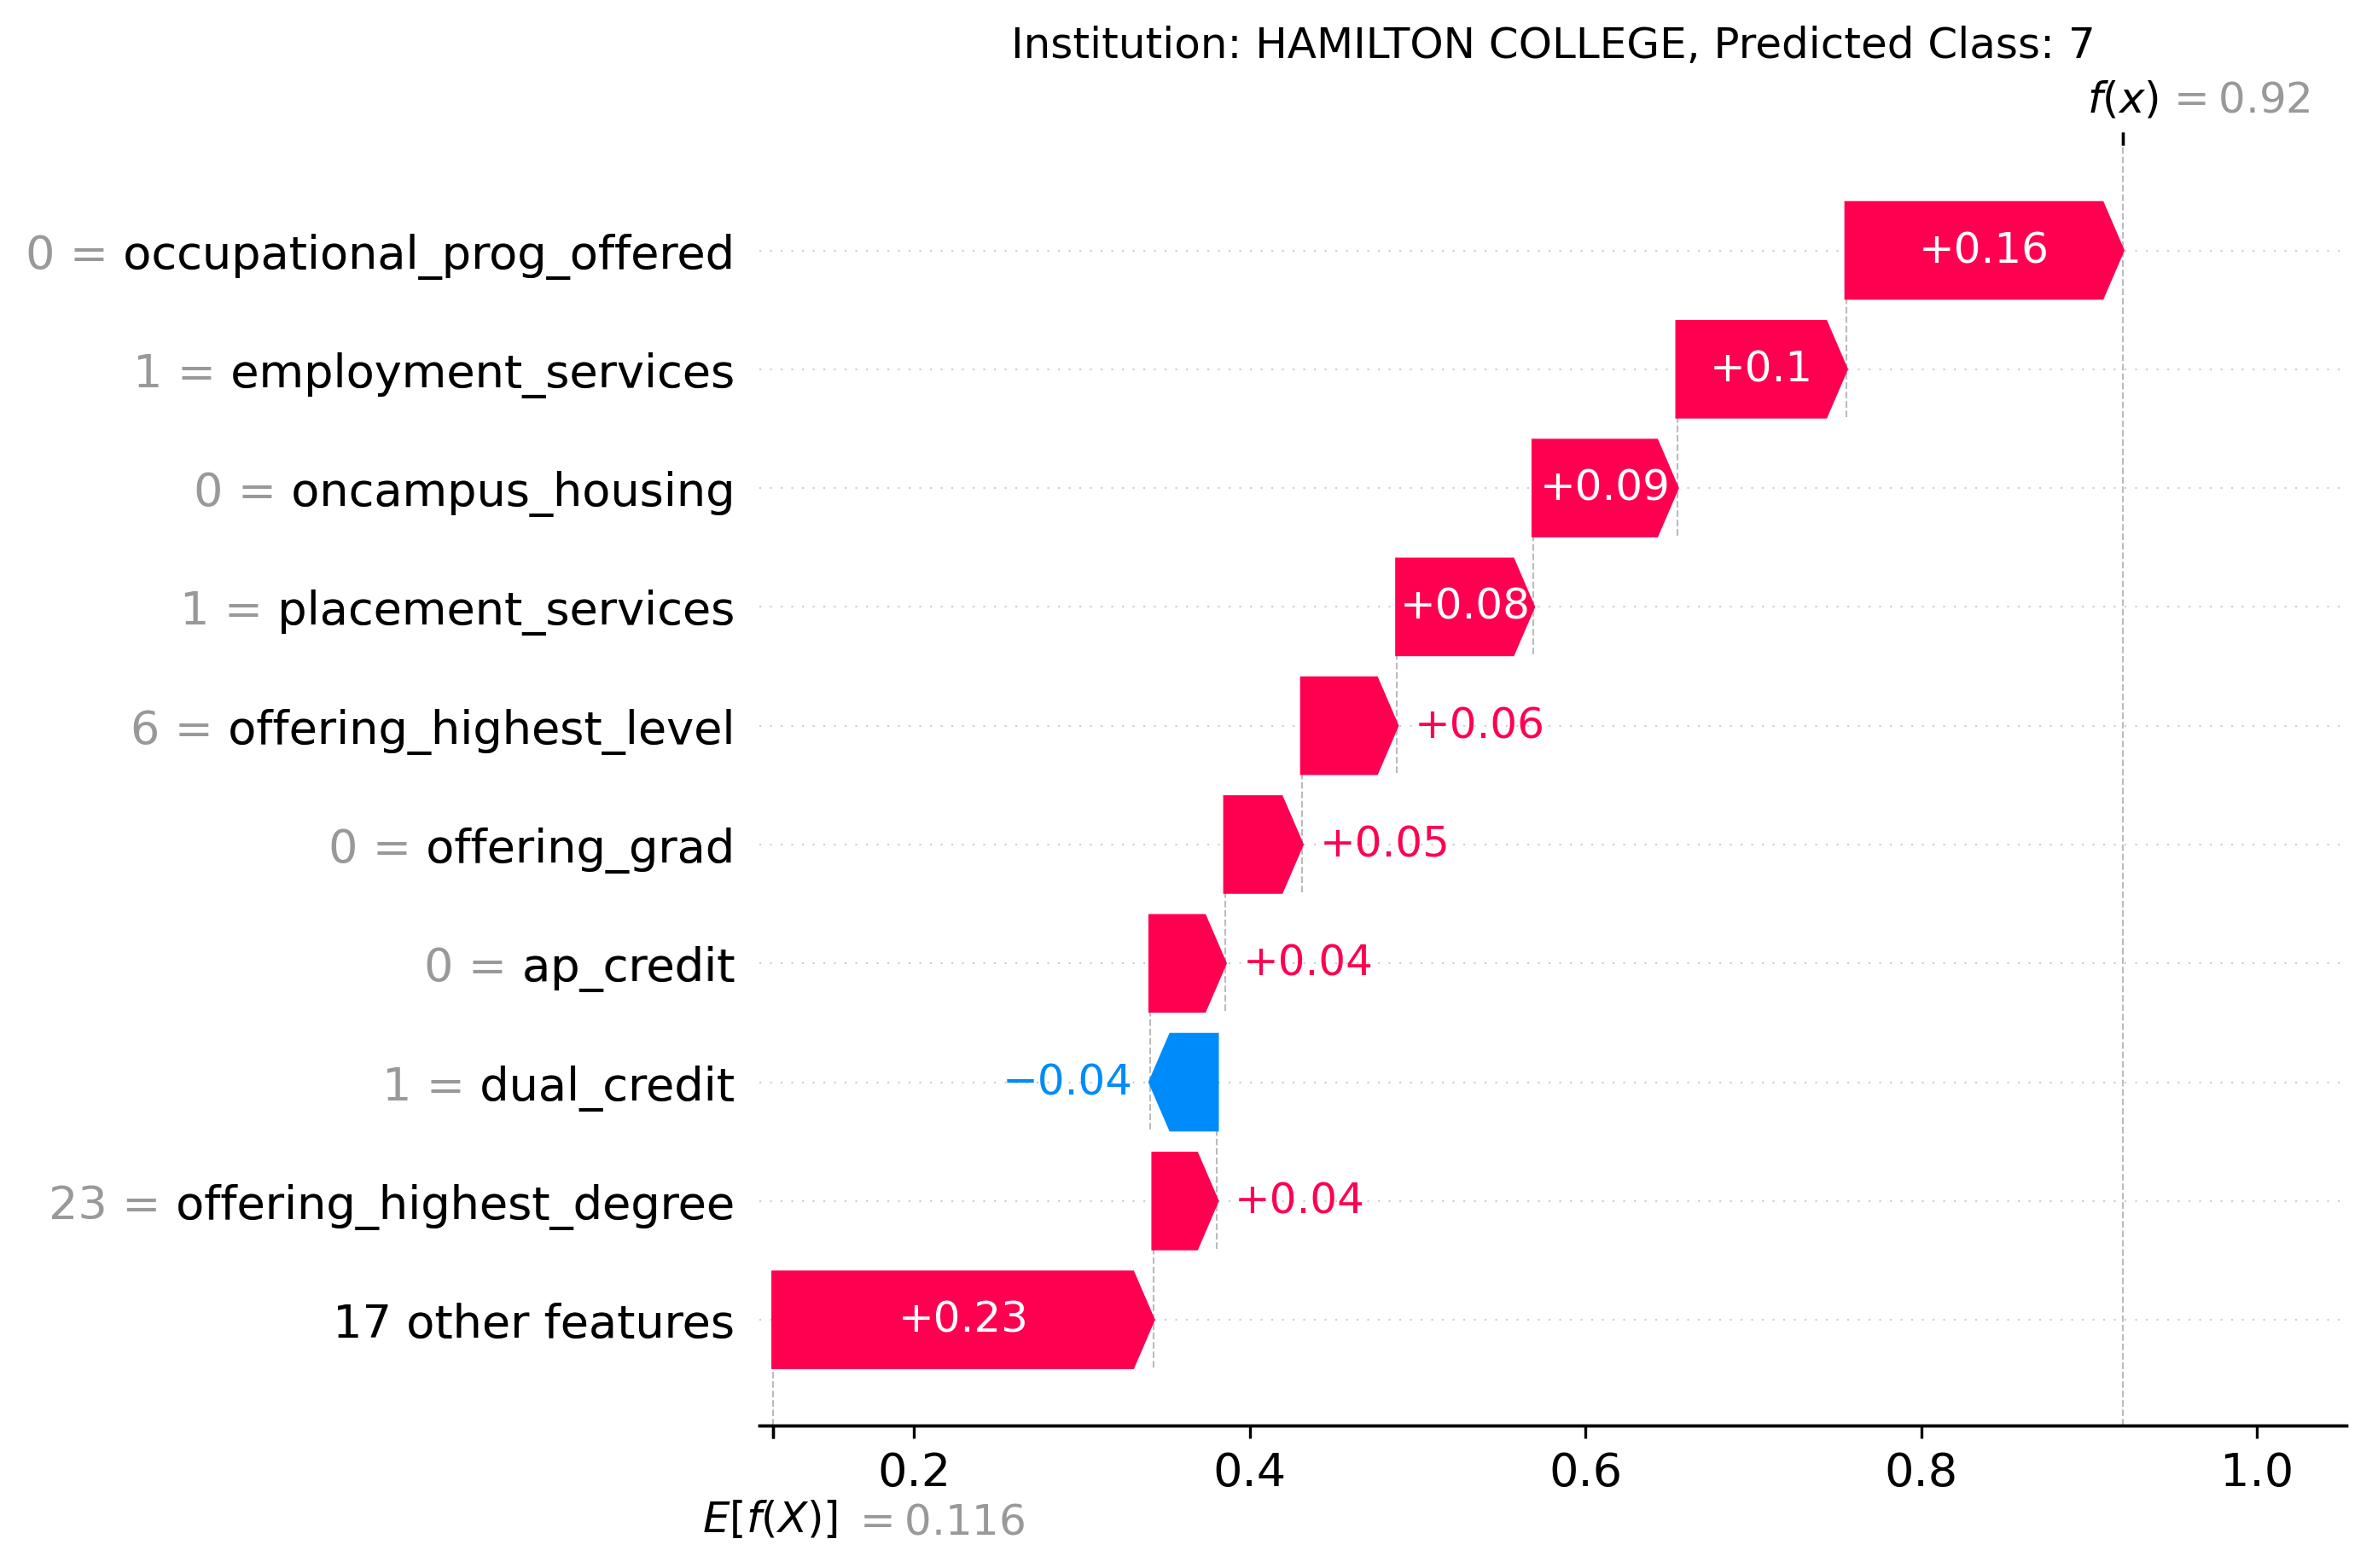 Institution: HAMILTON COLLEGE, Predicted Class: 7
f(x) = 0.92
0 = occupational_prog_offered +0.16
1 = employment_services +0.1
0 = oncampus_housing +0.09
1 = placement_services +0.08
6 = offering_highest_level +0.06
0 = offering_grad +0.05
0 = ap_credit +0.04
1 = dual_credit −0.04
23 = offering_highest_degree +0.04
17 other features +0.23
0.2 0.4 0.6 0.8 1.0
E[f(X)] = 0.116